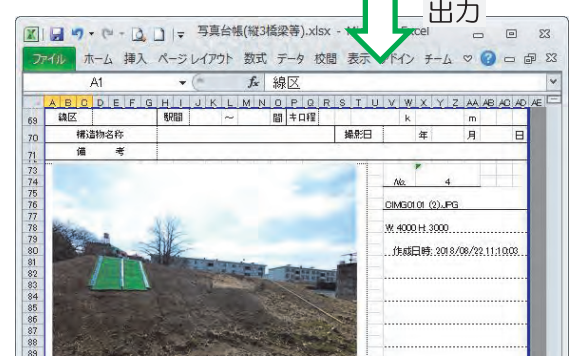 出力
写真台帳(縦3橋梁等).xlsx
ファイル ホーム 挿入 ページ レイアウト 数式 データ 校閲 表示 チーム
A1 fx 線区
A B C D E F G H I J K L M N O P Q R S T U V W X Y Z AA AB AC AD AE
69 線区 駅間 ～ 間 キロ程 k m
70 構造物名称 撮影日 年 月 日
71 備 考
73
74 No. 4
75
76 CIMG0101 (2).JPG
77
78 W: 4000 H: 3000
79
80 作成日時: 2018/08/22 11:10:03
81
82
83
84
85
86
87
88
89